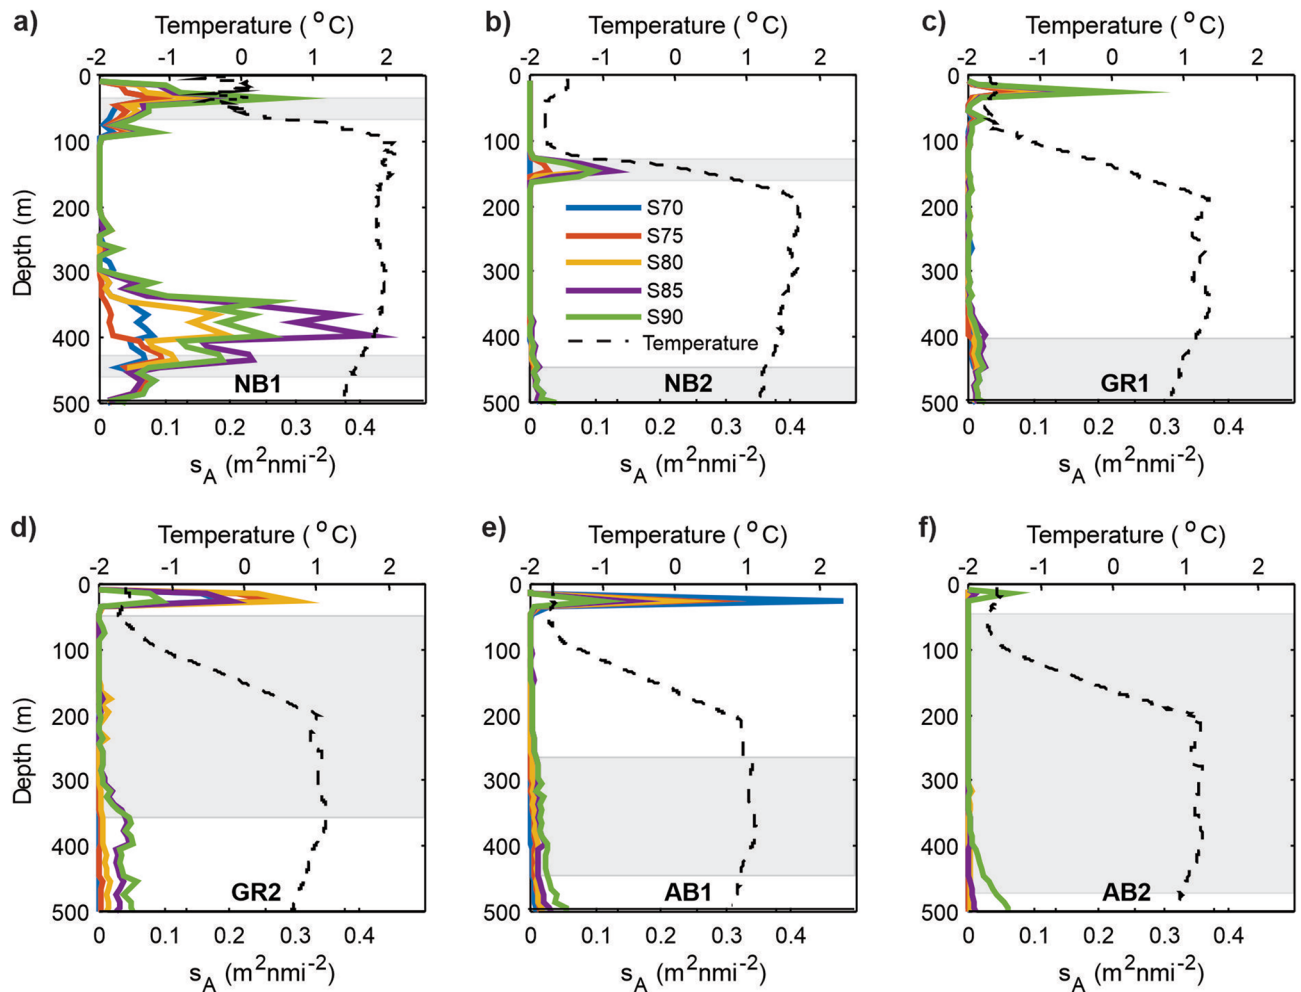 a) Temperature ( °C)
-2 -1 0 1 2
0
100
200
300
400
500
Depth (m)
NB1
0 0.1 0.2 0.3 0.4
s_A (m²nmi⁻²)
b) Temperature ( °C)
-2 -1 0 1 2
0
100
200
300
400
500
S70
S75
S80
S85
S90
Temperature
NB2
0 0.1 0.2 0.3 0.4
s_A (m²nmi⁻²)
c) Temperature ( °C)
-2 -1 0 1 2
0
100
200
300
400
500
GR1
0 0.1 0.2 0.3 0.4
s_A (m²nmi⁻²)
d) Temperature ( °C)
-2 -1 0 1 2
0
100
200
300
400
500
Depth (m)
GR2
0 0.1 0.2 0.3 0.4
s_A (m²nmi⁻²)
e) Temperature ( °C)
-2 -1 0 1 2
0
100
200
300
400
500
AB1
0 0.1 0.2 0.3 0.4
s_A (m²nmi⁻²)
f) Temperature ( °C)
-2 -1 0 1 2
0
100
200
300
400
500
AB2
0 0.1 0.2 0.3 0.4
s_A (m²nmi⁻²)